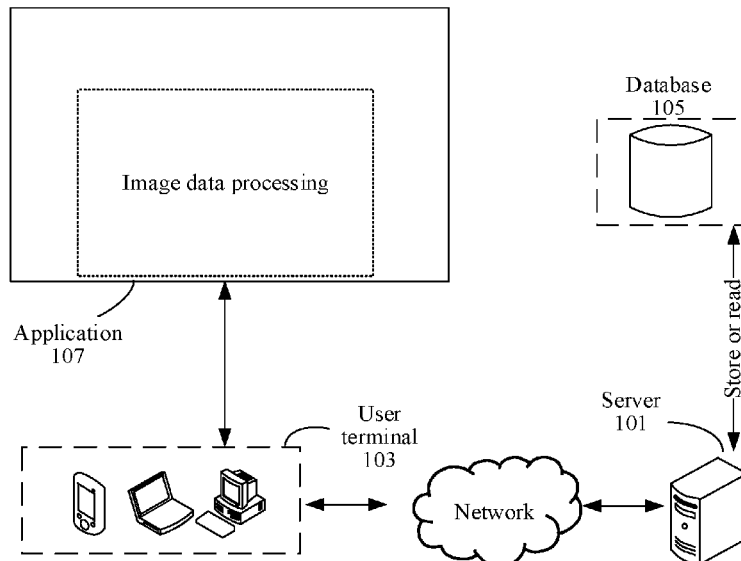 Image data processing
Database
105
Application
107
Store or read
User
terminal
103
Server
101
Network